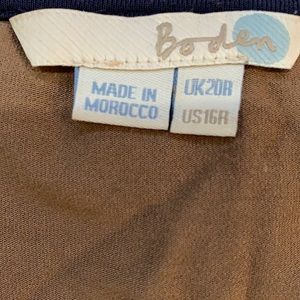 Boden
MADE IN
MOROCCO
UK20R
US16R